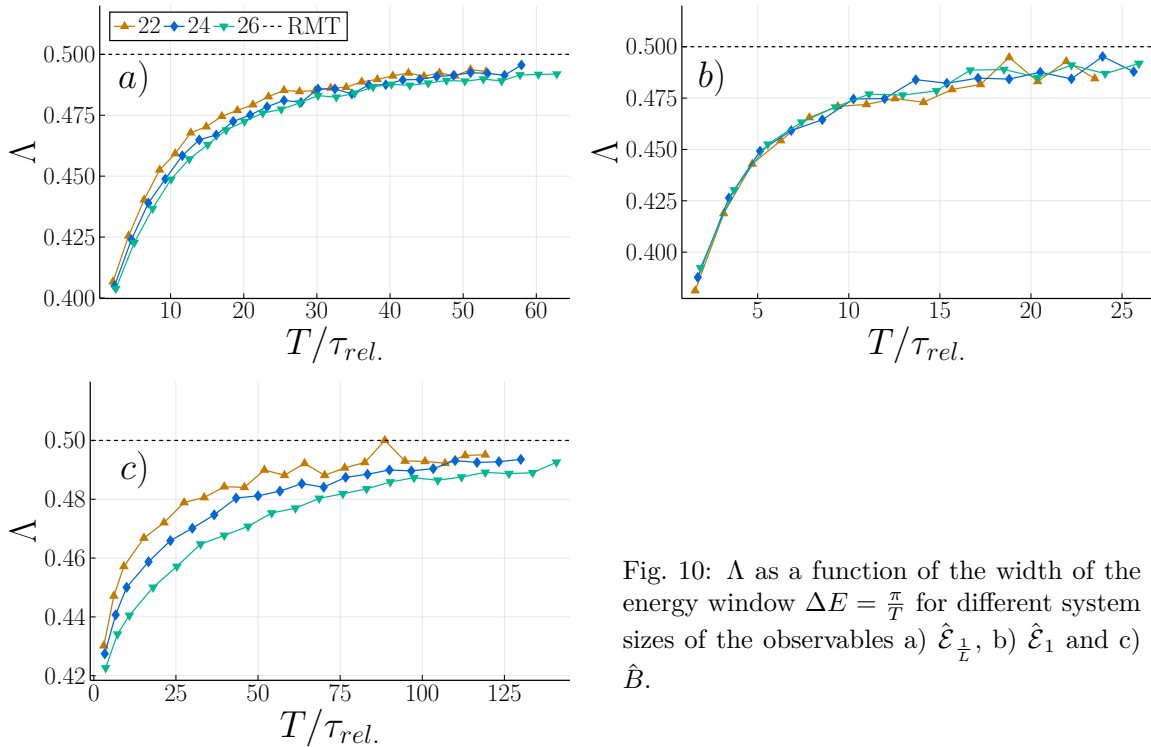 22 24 26 RMT
a)
0.500
0.475
0.450
0.425
0.400
Λ
10 20 30 40 50 60
T/τ_rel.
b)
0.500
0.475
0.450
0.425
0.400
Λ
5 10 15 20 25
T/τ_rel.
c)
0.50
0.48
0.46
0.44
0.42
Λ
0 25 50 75 100 125
T/τ_rel.
Fig. 10: Λ as a function of the width of the
energy window ΔE = π/T for different system
sizes of the observables a) Ê_{1/L}, b) Ê_1 and c)
B̂.